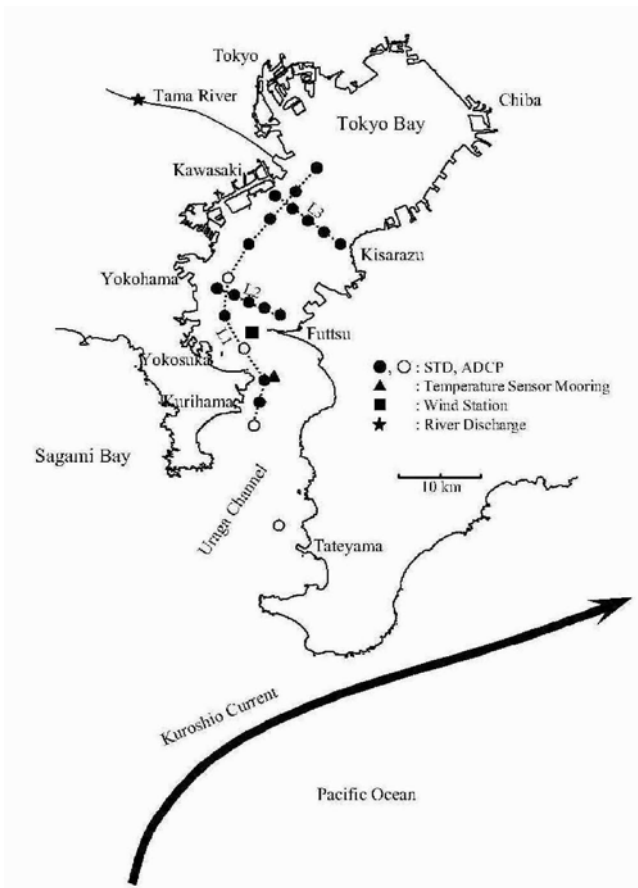 Tokyo
Tama River
Chiba
Tokyo Bay
Kawasaki
L3
Kisarazu
Yokohama
L2
L1
Futtsu
Yokosuka
, : STD, ADCP
: Temperature Sensor Mooring
Kurihama
: Wind Station
: River Discharge
Sagami Bay
10 km
Uraga Channel
Tateyama
Kuroshio Current
Pacific Ocean